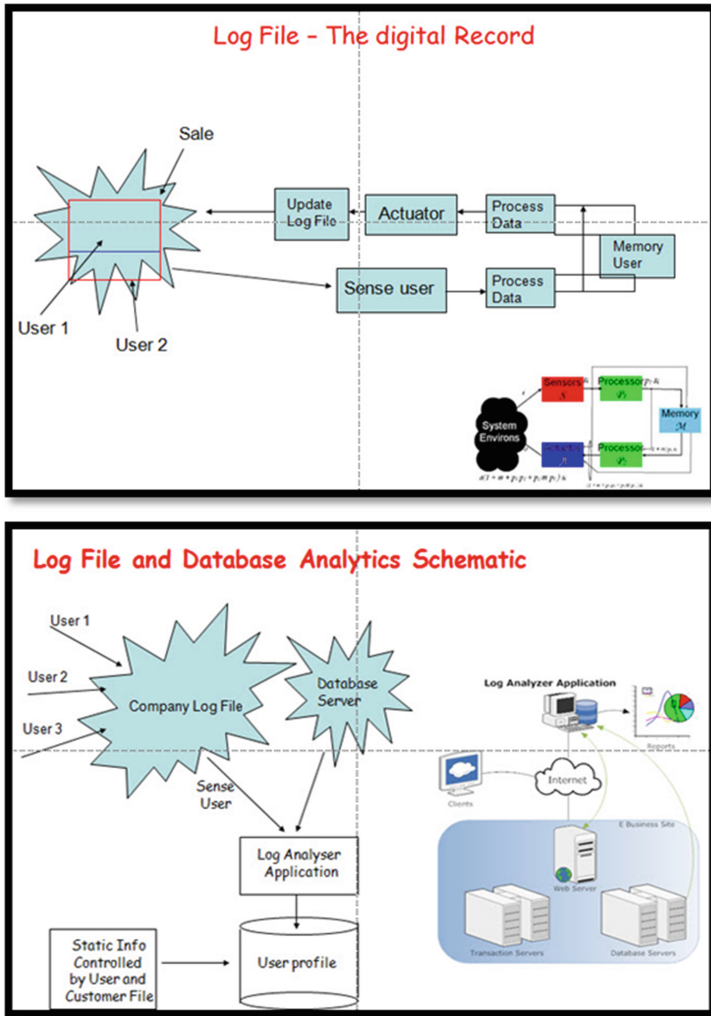 Log File – The digital Record
Sale
Update
Log File
Actuator
Process
Data
Memory
User
Sense user
Process
Data
User 1
User 2
Sensors
Processor
Memory
System
Environs
Processor
Log File and Database Analytics Schematic
User 1
User 2
User 3
Company Log File
Database
Server
Sense
User
Log Analyser
Application
Static Info
Controlled
by User and
Customer File
User profile
Log Analyzer Application
Reports
Internet
Clients
E Business Site
Web Server
Transaction Servers
Database Servers